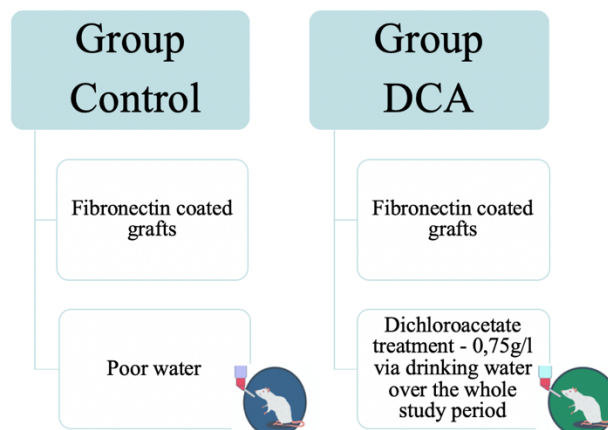 Group
Control
Fibronectin coated
grafts
Poor water
Group
DCA
Fibronectin coated
grafts
Dichloroacetate
treatment - 0,75g/l
via drinking water
over the whole
study period